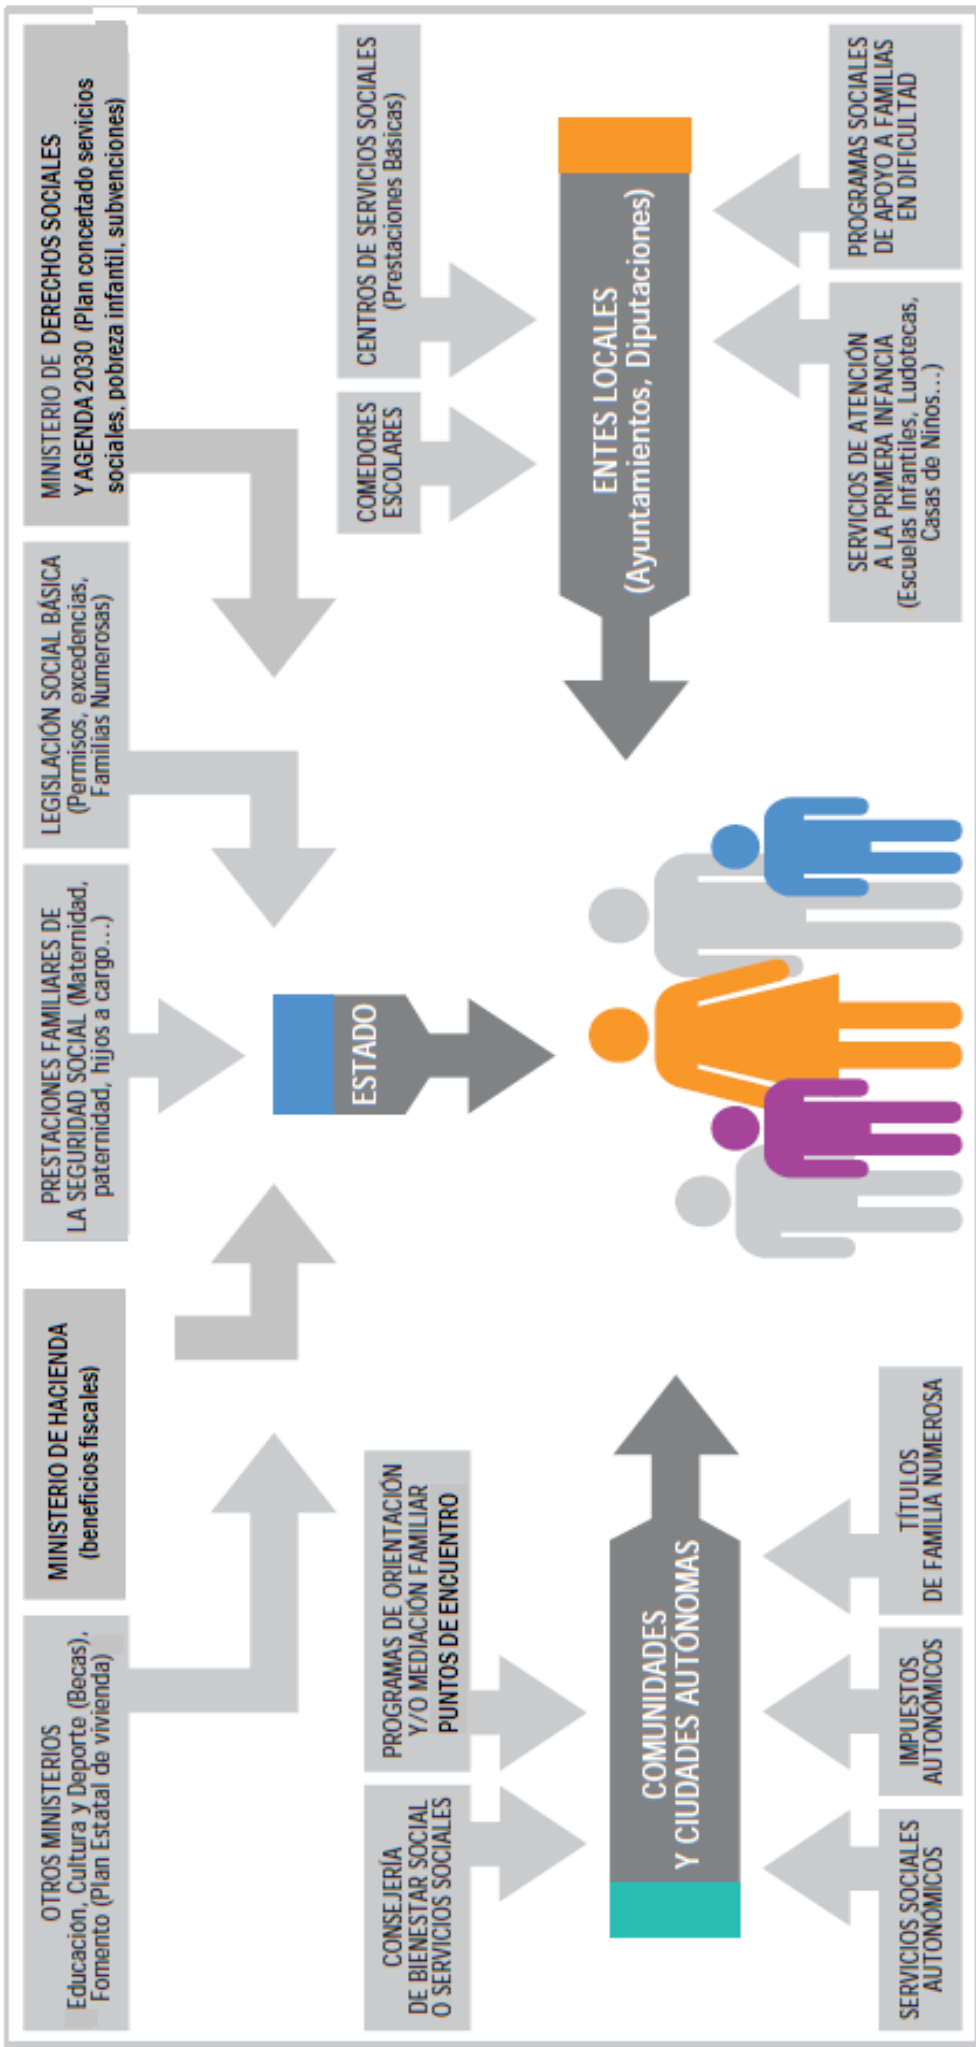 OTROS MINISTERIOS
Educación, Cultura y Deporte (Becas),
Fomento (Plan Estatal de vivienda)
MINISTERIO DE HACIENDA
(beneficios fiscales)
PRESTACIONES FAMILIARES DE
LA SEGURIDAD SOCIAL (Maternidad,
paternidad, hijos a cargo...)
LEGISLACIÓN SOCIAL BÁSICA
(Permisos, excedencias,
Familias Numerosas)
MINISTERIO DE DERECHOS SOCIALES
Y AGENDA 2030 (Plan concertado servicios
sociales, pobreza infantil, subvenciones)
ESTADO
CONSEJERÍA
DE BIENESTAR SOCIAL
O SERVICIOS SOCIALES
PROGRAMAS DE ORIENTACIÓN
Y/O MEDIACIÓN FAMILIAR
PUNTOS DE ENCUENTRO
COMUNIDADES
Y CIUDADES AUTÓNOMAS
SERVICIOS SOCIALES
AUTONÓMICOS
IMPUESTOS
AUTONÓMICOS
TÍTULOS
DE FAMILIA NUMEROSA
COMEDORES
ESCOLARES
CENTROS DE SERVICIOS SOCIALES
(Prestaciones Basicas)
ENTES LOCALES
(Ayuntamientos, Diputaciones)
SERVICIOS DE ATENCIÓN
A LA PRIMERA INFANCIA
(Escuelas Infantiles, Ludotecas,
Casas de Niños...)
PROGRAMAS SOCIALES
DE APOYO A FAMILIAS
EN DIFICULTAD